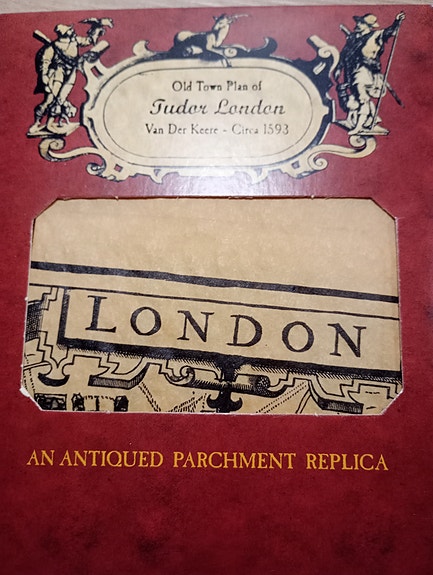 Old Town Plan of
Tudor London
Van Der Keere - Circa 1593
LONDON
AN ANTIQUED PARCHMENT REPLICA